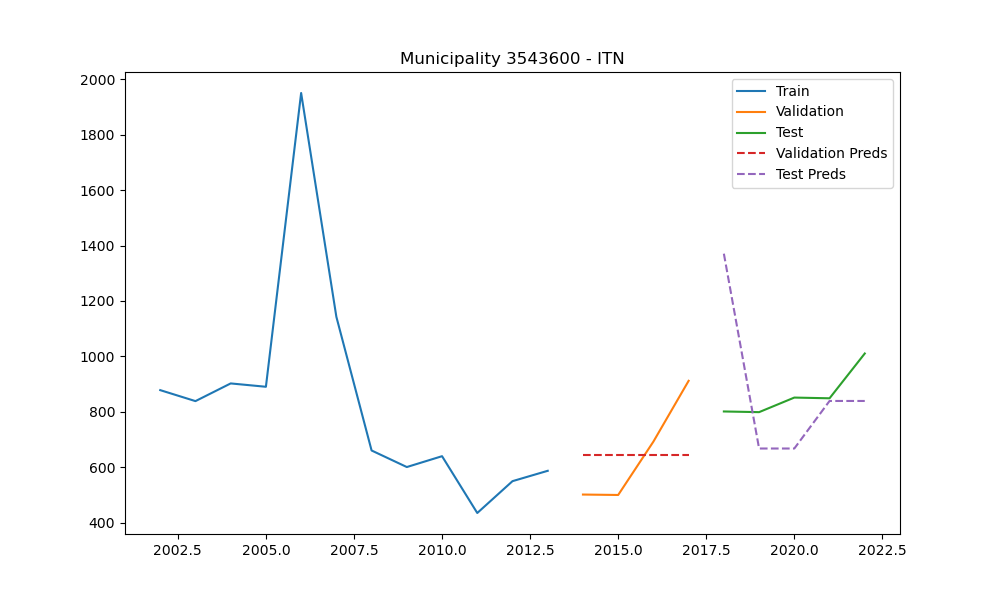 Municipality 3543600 - ITN
2000
1800
1600
1400
1200
1000
800
600
400
Train
Validation
Test
Validation Preds
Test Preds
2002.5 2005.0 2007.5 2010.0 2012.5 2015.0 2017.5 2020.0 2022.5